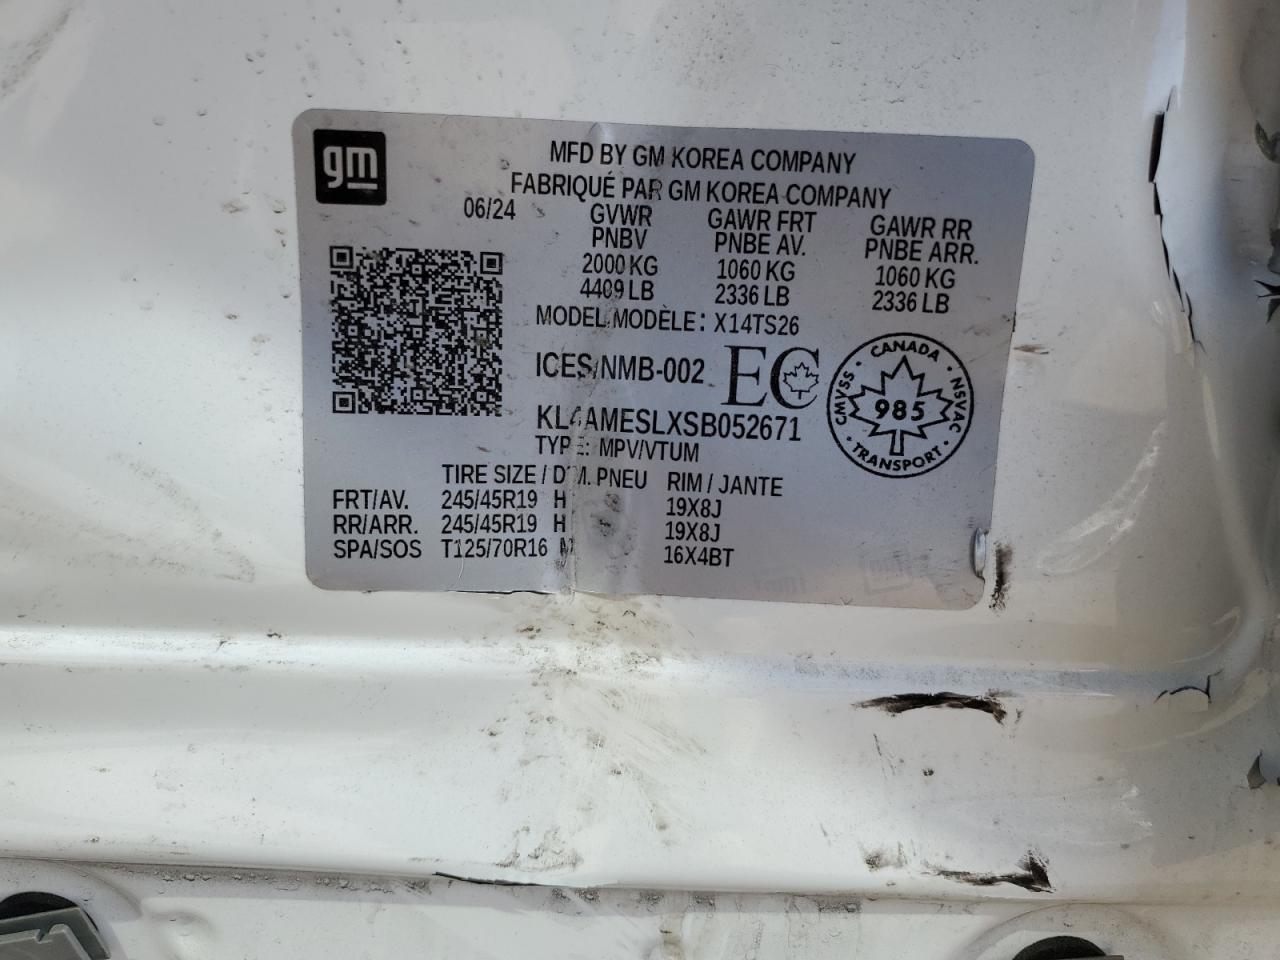 gm
MFD BY GM KOREA COMPANY
FABRIQUÉ PAR GM KOREA COMPANY
06/24
GVWR GAWR FRT GAWR RR
PNBV PNBE AV. PNBE ARR.
2000 KG 1060 KG 1060 KG
4409 LB 2336 LB 2336 LB
MODEL/MODÈLE: X14TS26
ICES/NMB-002 EC
CANADA
CMVSS 985 NSVAC
TRANSPORT
KL4AMESLXSB052671
TYPE: MPV/VTUM
TIRE SIZE / PNEU RIM / JANTE
FRT/AV. 245/45R19 H 19X8J
RR/ARR. 245/45R19 H 19X8J
SPA/SOS T125/70R16 16X4BT